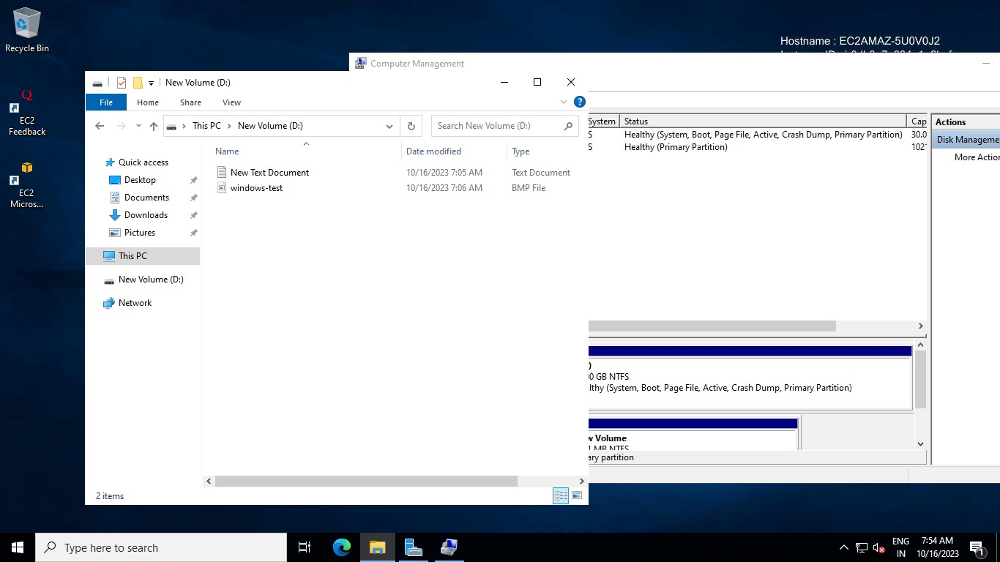 Recycle Bin
EC2
Feedback
EC2
Micros...
Hostname : EC2AMAZ-5U0V0J2
Computer Management
New Volume (D:)
File Home Share View
This PC New Volume (D:)
Search New Volume (D:)
Name Date modified Type
Quick access
Desktop
Documents
Downloads
Pictures
This PC
New Volume (D:)
Network
New Text Document 10/16/2023 7:05 AM Text Document
windows-test 10/16/2023 7:06 AM BMP File
2 items
System Status Cap
S Healthy (System, Boot, Page File, Active, Crash Dump, Primary Partition) 30.0
S Healthy (Primary Partition) 102
Actions
Disk Manageme
More Action
)
00 GB NTFS
lthy (System, Boot, Page File, Active, Crash Dump, Primary Partition)
w Volume
1 MB NTFS
ary partition
Type here to search
ENG
IN
7:54 AM
10/16/2023
1